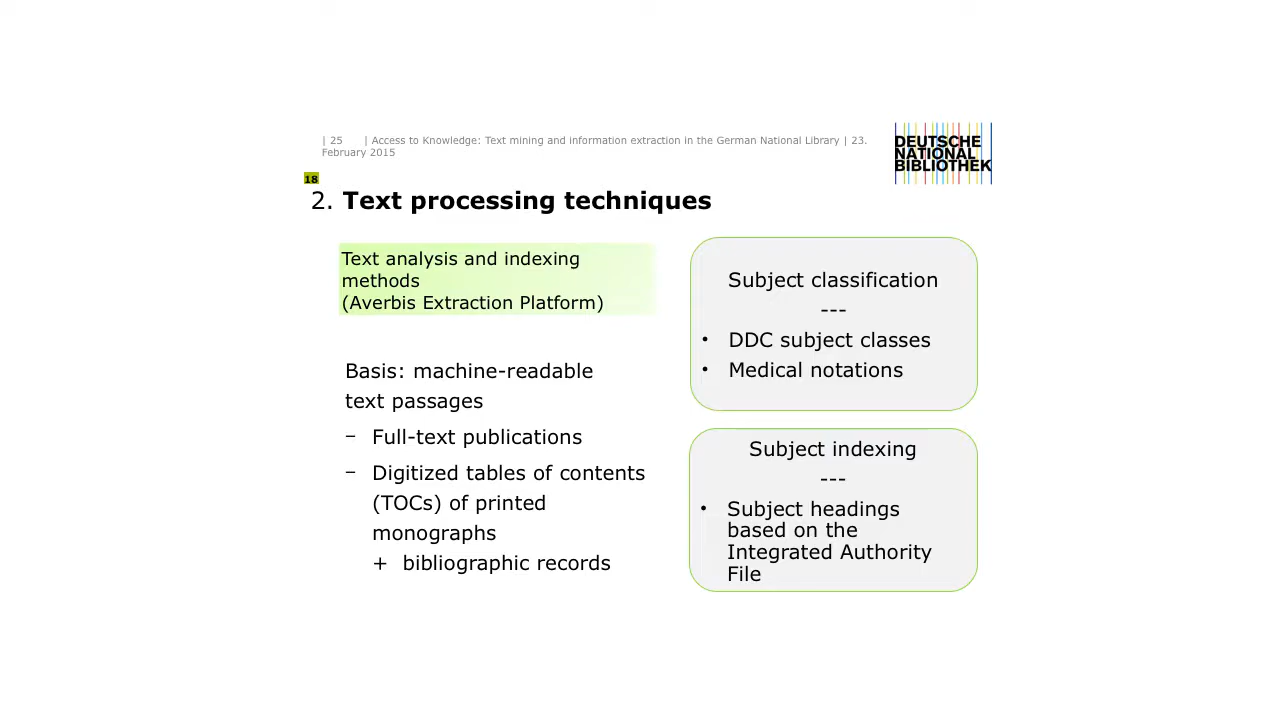 | 25 | Access to Knowledge: Text mining and information extraction in the German National Library | 23.
February 2015
DEUTSCHE
NATIONAL
BIBLIOTHEK
18
2. Text processing techniques
Text analysis and indexing
methods
(Averbis Extraction Platform)
Basis: machine-readable
text passages
− Full-text publications
− Digitized tables of contents
(TOCs) of printed
monographs
+ bibliographic records
Subject classification
---
• DDC subject classes
• Medical notations
Subject indexing
---
• Subject headings
based on the
Integrated Authority
File